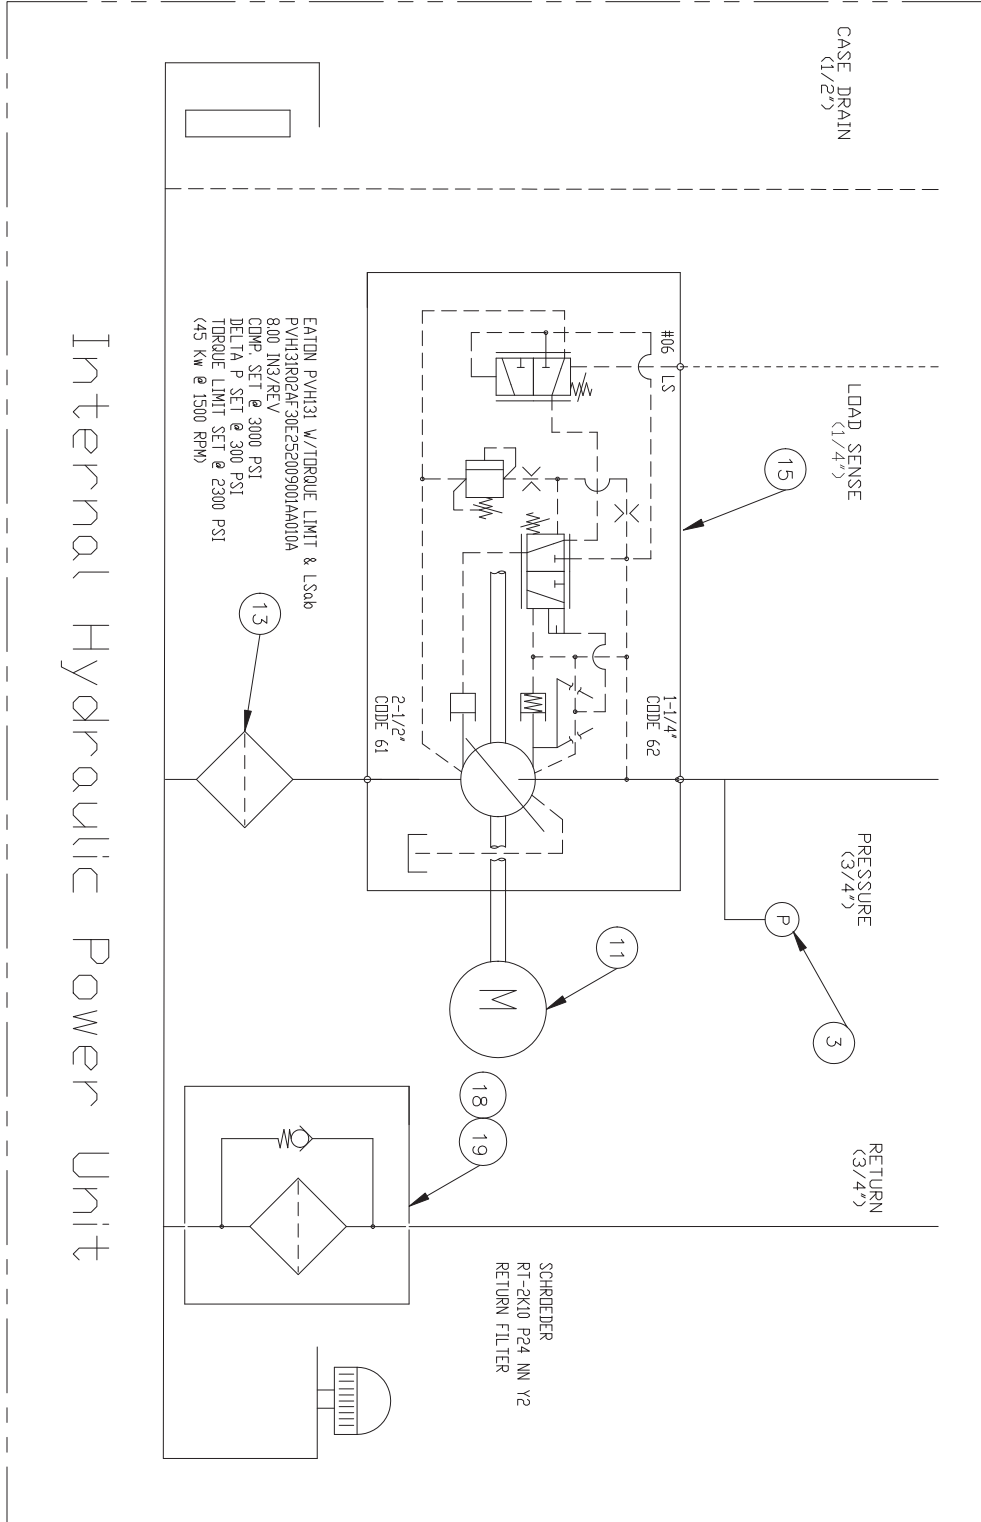 CASE DRAIN
(1/2")
LOAD SENSE
(1/4")
PRESSURE
(3/4")
RETURN
(3/4")
#06 LS
15
1-1/4"
CODE 62
2-1/2"
CODE 61
P
3
11
M
18
19
SCHROEDER
RT-2K10 P24 NN Y2
RETURN FILTER
EATON PVH131 W/TORQUE LIMIT & LSab
PVH131R02AF30E252009001AA010A
8.00 IN3/REV
COMP. SET @ 3000 PSI
DELTA P SET @ 300 PSI
TORQUE LIMIT SET @ 2300 PSI
(45 Kw @ 1500 RPM)
13
Internal Hydraulic Power Unit